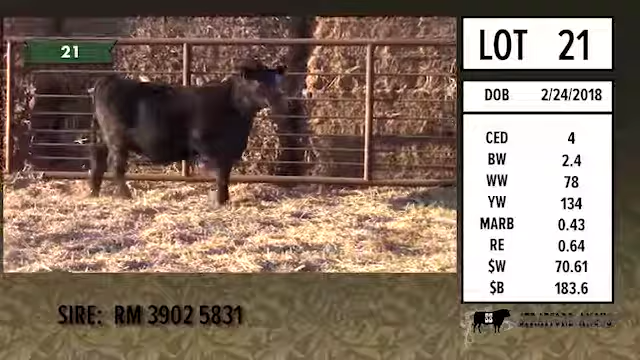 21
LOT 21
DOB 2/24/2018
CED 4
BW 2.4
WW 78
YW 134
MARB 0.43
RE 0.64
$W 70.61
$B 183.6
SIRE: RM 3902 5831